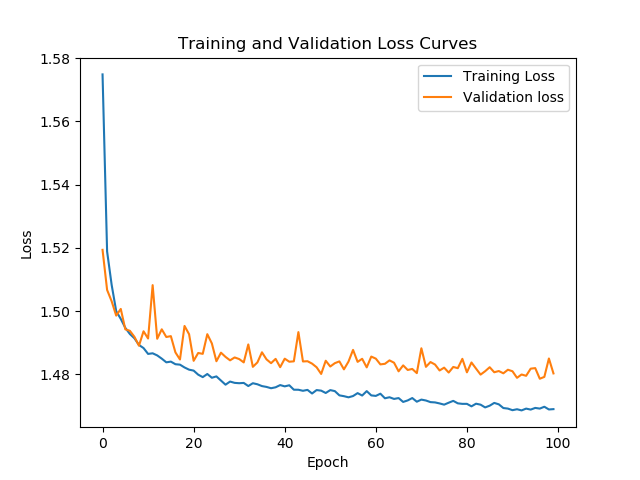 Training and Validation Loss Curves
Training Loss
Validation loss
Loss
1.58
1.56
1.54
1.52
1.50
1.48
0
20
40
60
80
100
Epoch